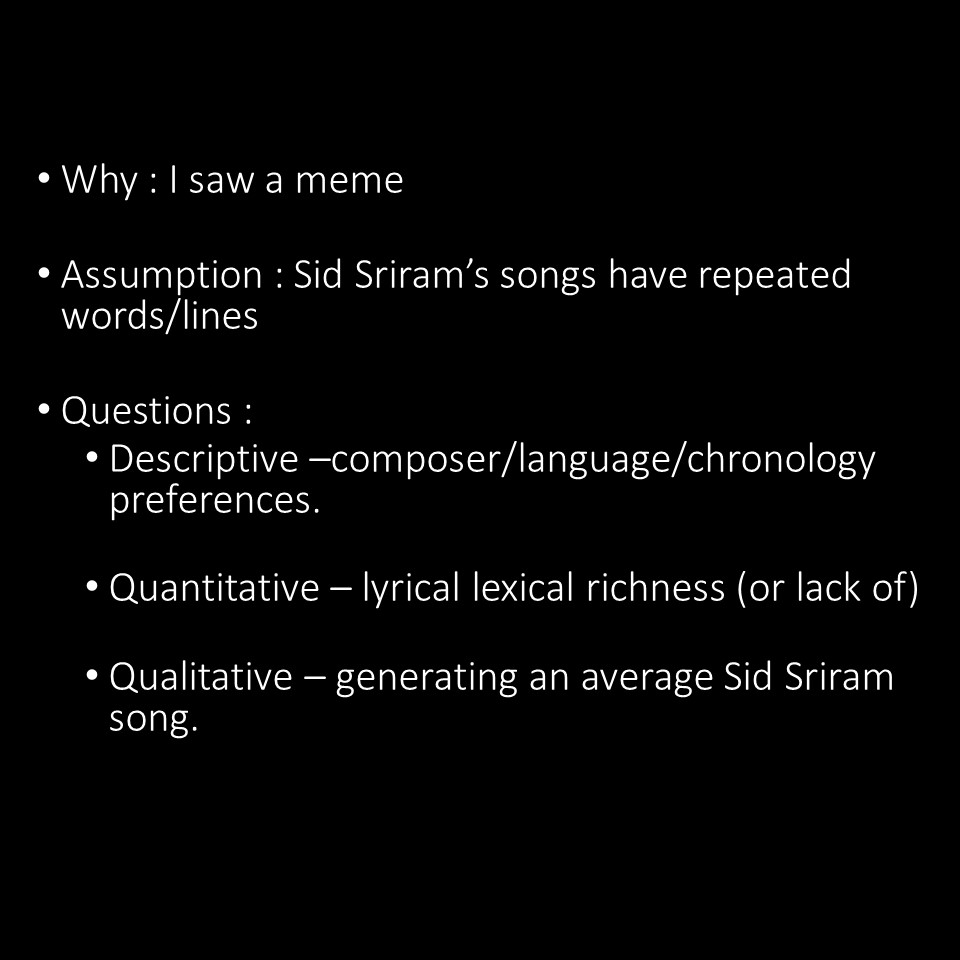 • Why : I saw a meme
• Assumption : Sid Sriram’s songs have repeated
words/lines
• Questions :
• Descriptive –composer/language/chronology
preferences.
• Quantitative – lyrical lexical richness (or lack of)
• Qualitative – generating an average Sid Sriram
song.